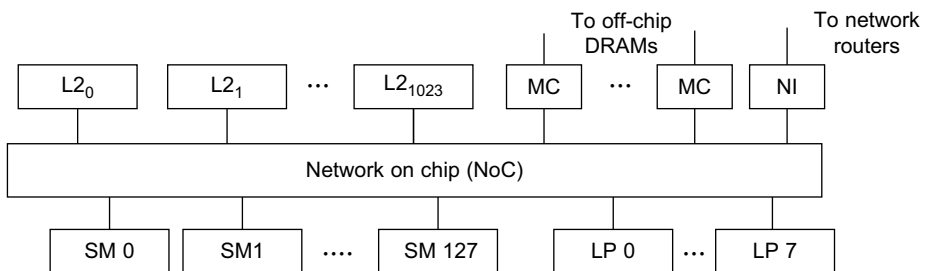 To off-chip
DRAMs
To network
routers
L2₀ L2₁ ... L2₁₀₂₃ MC ... MC NI
Network on chip (NoC)
SM 0 SM1 .... SM 127 LP 0 ... LP 7